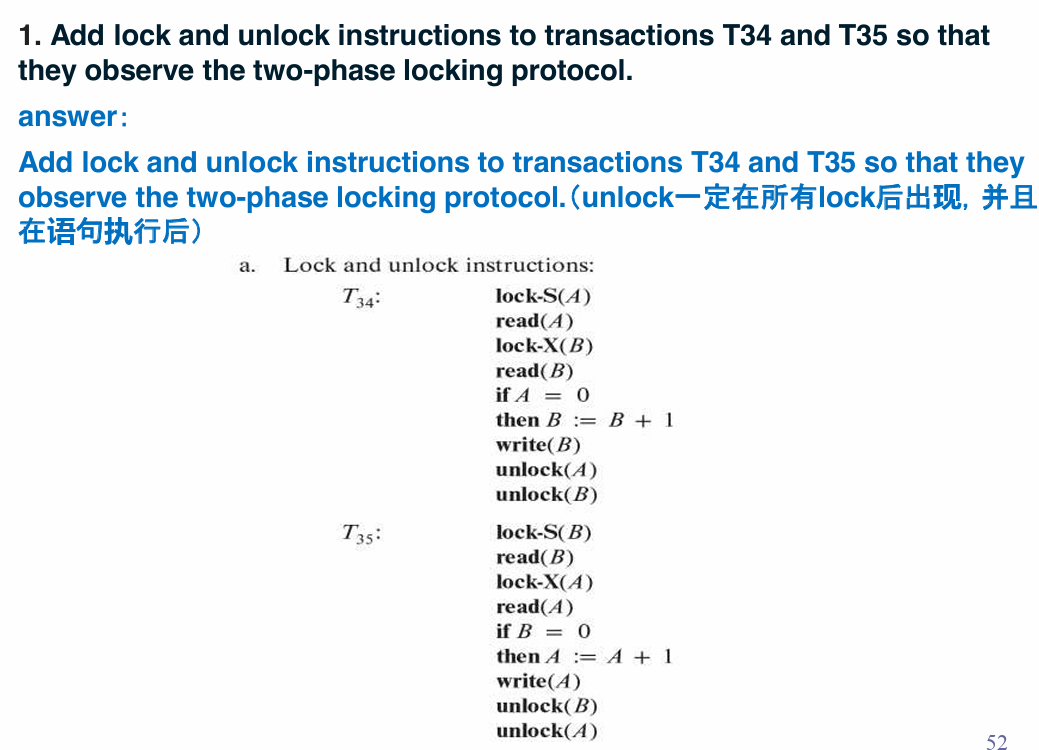 1. Add lock and unlock instructions to transactions T34 and T35 so that
they observe the two-phase locking protocol.
answer：
Add lock and unlock instructions to transactions T34 and T35 so that they
observe the two-phase locking protocol.（unlock一定在所有lock后出现，并且
在语句执行后）
a. Lock and unlock instructions:
T34: lock-S(A)
read(A)
lock-X(B)
read(B)
if A = 0
then B := B + 1
write(B)
unlock(A)
unlock(B)
T35: lock-S(B)
read(B)
lock-X(A)
read(A)
if B = 0
then A := A + 1
write(A)
unlock(B)
unlock(A)
52